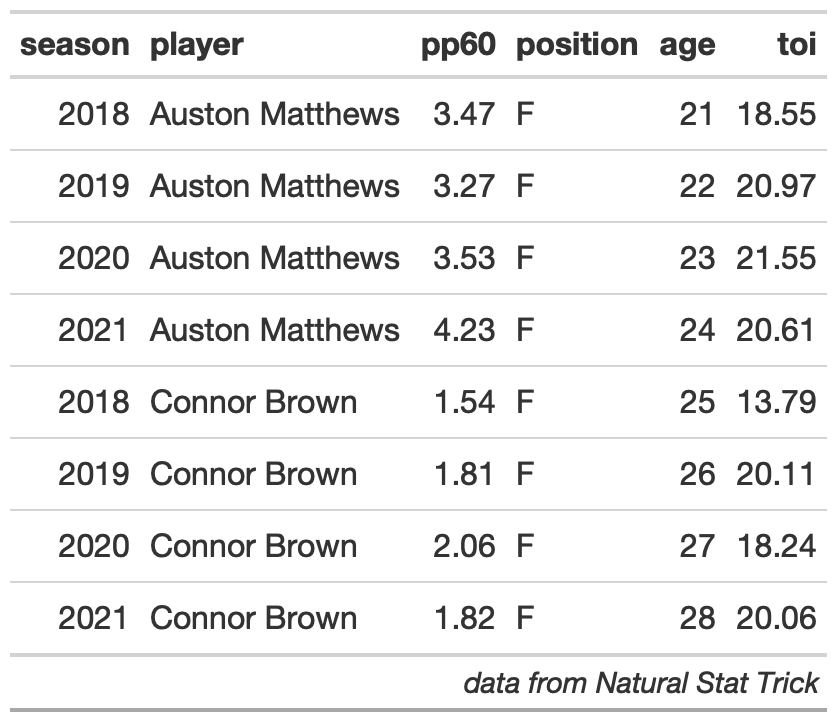 season player pp60 position age toi
2018 Auston Matthews 3.47 F 21 18.55
2019 Auston Matthews 3.27 F 22 20.97
2020 Auston Matthews 3.53 F 23 21.55
2021 Auston Matthews 4.23 F 24 20.61
2018 Connor Brown 1.54 F 25 13.79
2019 Connor Brown 1.81 F 26 20.11
2020 Connor Brown 2.06 F 27 18.24
2021 Connor Brown 1.82 F 28 20.06
data from Natural Stat Trick